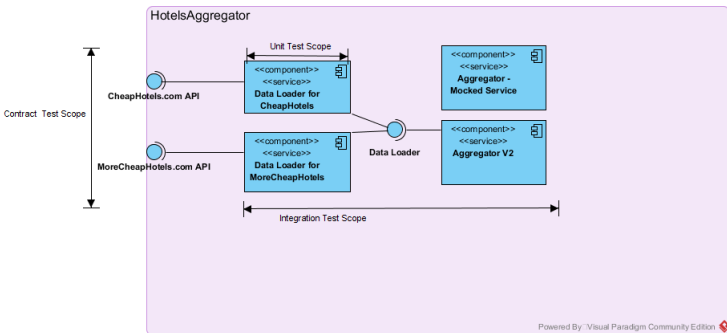 HotelsAggregator
Unit Test Scope
<<component>>
<<service>>
Data Loader for
CheapHotels
<<component>>
<<service>>
Aggregator -
Mocked Service
CheapHotels.com API
Contract Test Scope
<<component>>
<<service>>
Data Loader for
MoreCheapHotels
MoreCheapHotels.com API
Data Loader
<<component>>
<<service>>
Aggregator V2
Integration Test Scope
Powered By Visual Paradigm Community Edition